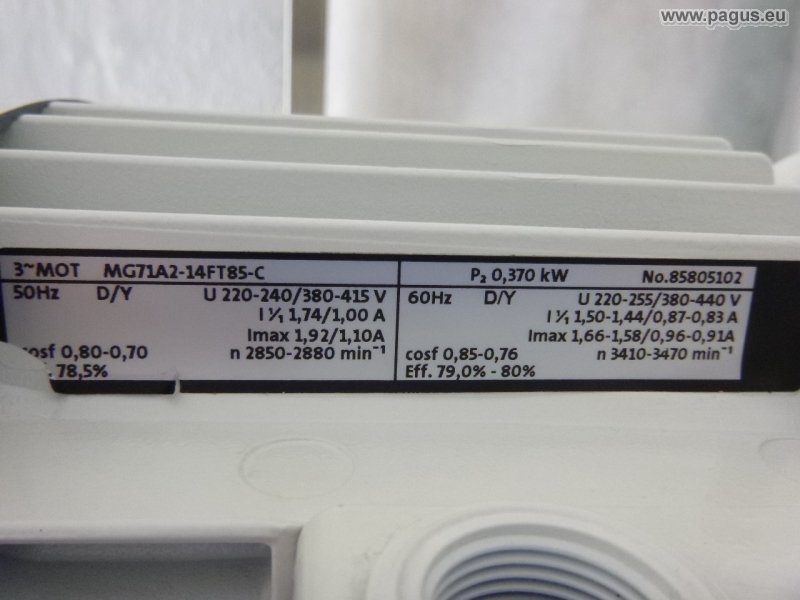 www.pagus.eu
3~MOT MG71A2-14FT85-C
P₂ 0,370 kW No.85805102
50Hz D/Y U 220-240/380-415 V
I 1/1 1,74/1,00 A
Imax 1,92/1,10A
cosf 0,80-0,70 n 2850-2880 min⁻¹
. 78,5%
60Hz D/Y U 220-255/380-440 V
I 1/1 1,50-1,44/0,87-0,83 A
Imax 1,66-1,58/0,96-0,91A
cosf 0,85-0,76 n 3410-3470 min⁻¹
Eff. 79,0% - 80%